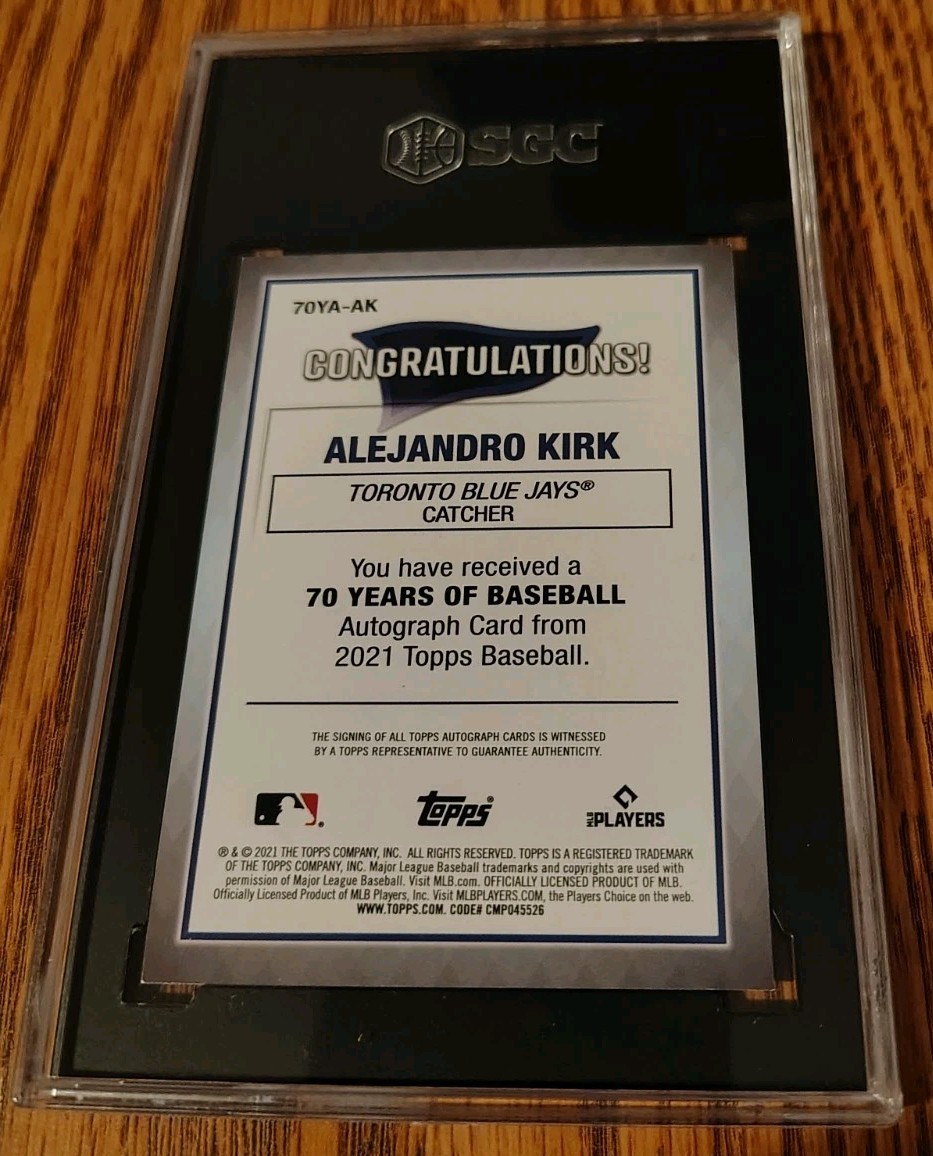 SGC
70YA-AK
CONGRATULATIONS!
ALEJANDRO KIRK
TORONTO BLUE JAYS®
CATCHER
You have received a
70 YEARS OF BASEBALL
Autograph Card from
2021 Topps Baseball.
THE SIGNING OF ALL TOPPS AUTOGRAPH CARDS IS WITNESSED
BY A TOPPS REPRESENTATIVE TO GUARANTEE AUTHENTICITY.
Topps®
MLB PLAYERS
® & © 2021 THE TOPPS COMPANY, INC. ALL RIGHTS RESERVED. TOPPS IS A REGISTERED TRADEMARK
OF THE TOPPS COMPANY, INC. Major League Baseball trademarks and copyrights are used with
permission of Major League Baseball. Visit MLB.com. OFFICIALLY LICENSED PRODUCT OF MLB.
Officially Licensed Product of MLB Players, Inc. Visit MLBPLAYERS.COM, the Players Choice on the web.
WWW.TOPPS.COM. CODE# CMP045526